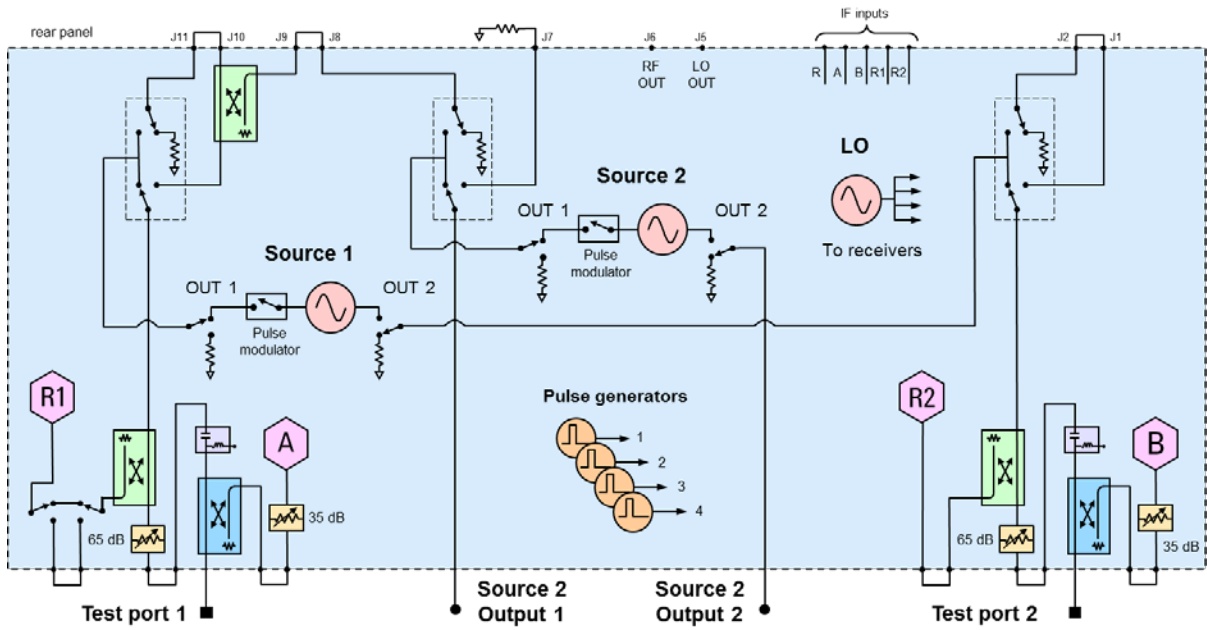 IF inputs
rear panel
J11 J10 J9 J8 J7 J6 J5 J2 J1
RF
OUT
LO
OUT
R A B R1 R2
LO
To receivers
Source 2
OUT 1
OUT 2
Pulse
modulator
Source 1
OUT 1
OUT 2
Pulse
modulator
R1
A
35 dB
65 dB
Pulse generators
1
2
3
4
R2
B
65 dB
35 dB
Test port 1
Source 2
Output 1
Source 2
Output 2
Test port 2